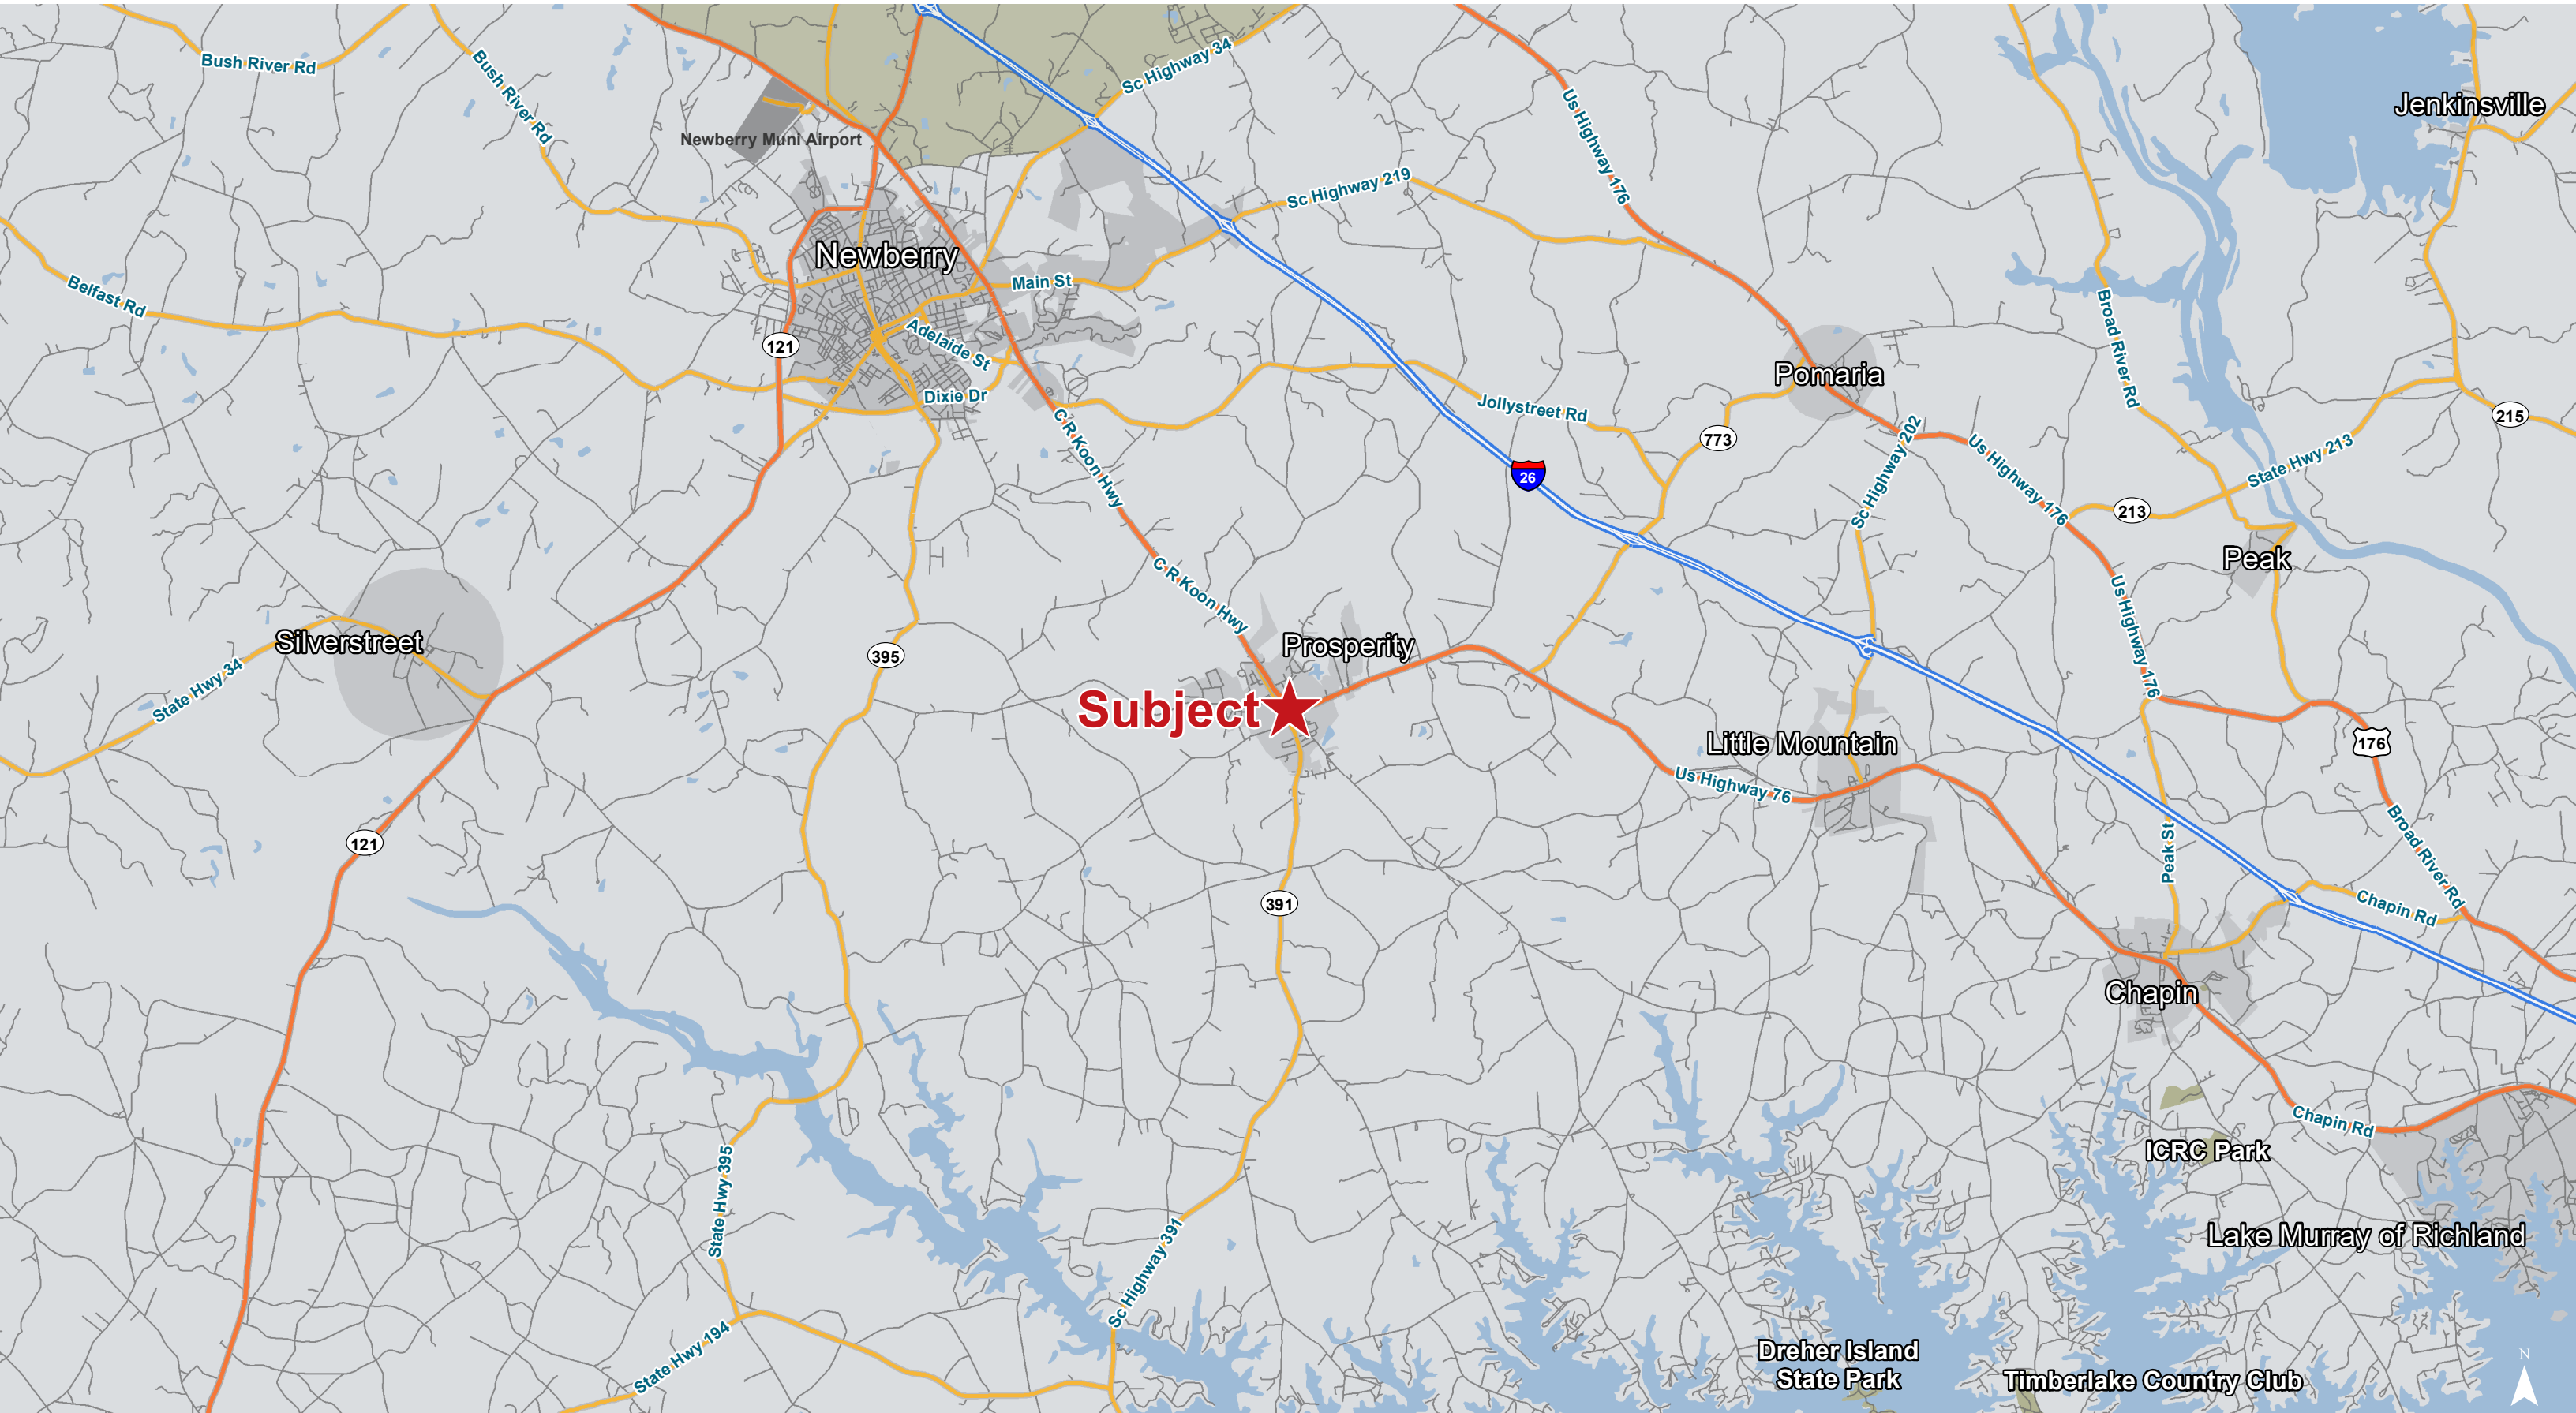 Bush River Rd
Bush River Rd
Sc Highway 34
Us Highway 176
Jenkinsville
Newberry Muni Airport
Sc Highway 219
Newberry
Main St
Belfast Rd
Adelaide St
121
Broad River Rd
Pomaria
Dixie Dr
Jollystreet Rd
215
C R Koon Hwy
773
Sc Highway 202
Us Highway 176
State Hwy 213
26
213
Peak
C R Koon Hwy
Us Highway 176
Silverstreet
Prosperity
395
State Hwy 34
Subject
Little Mountain
176
Us Highway 76
121
Peak St
Broad River Rd
391
Chapin Rd
Chapin
Chapin Rd
ICRC Park
State Hwy 395
Lake Murray of Richland
Sc Highway 391
State Hwy 194
Dreher Island
State Park
Timberlake Country Club
N